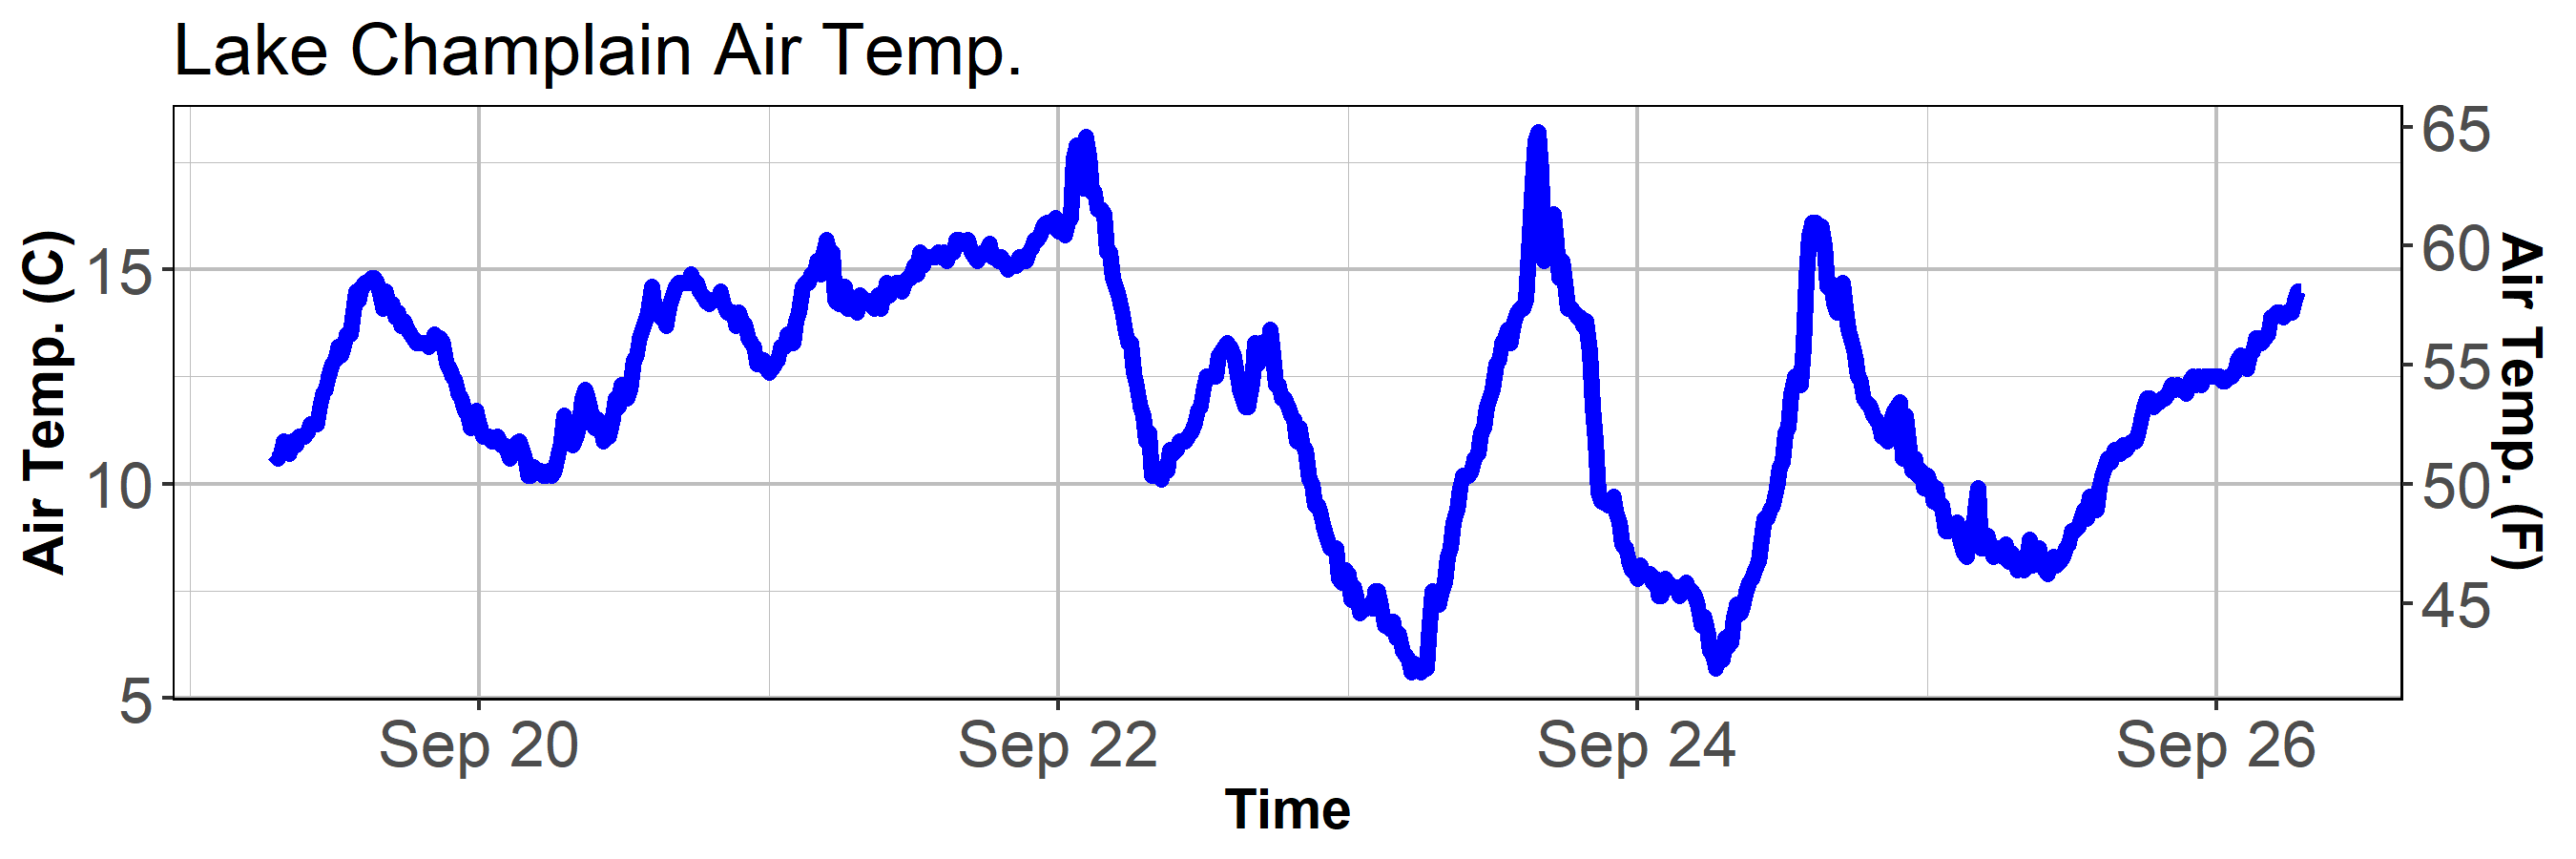 Lake Champlain Air Temp.
Air Temp. (C)
15
10
5
65
60
55
50
45
Air Temp. (F)
Sep 20 Sep 22 Sep 24 Sep 26
Time